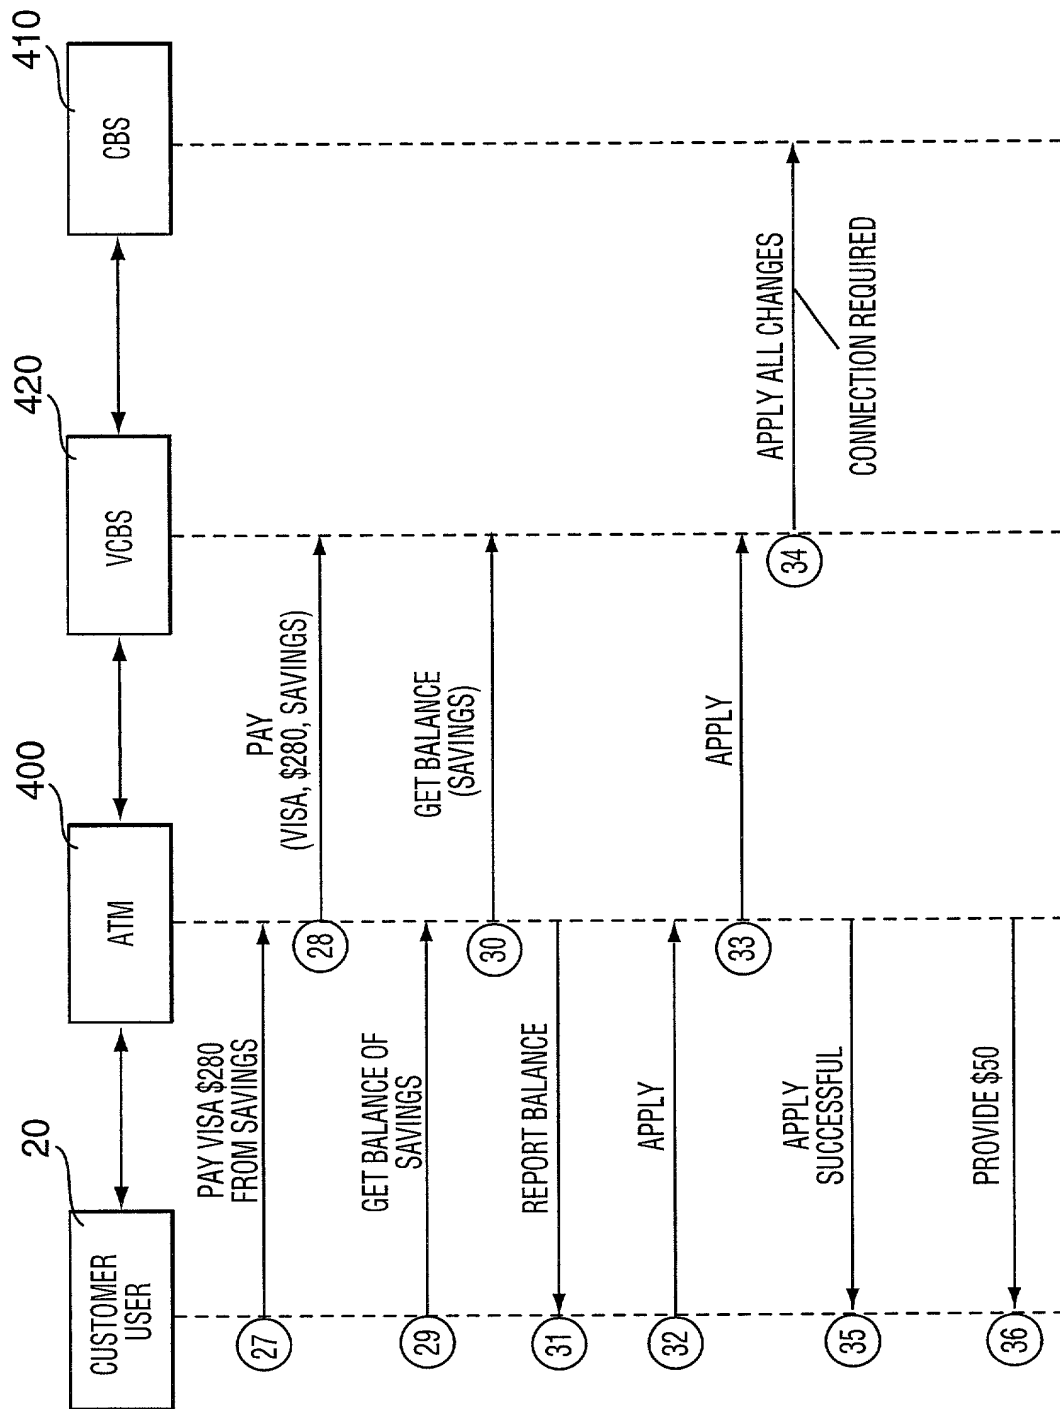 20
400
420
410
CUSTOMER
USER
ATM
VCBS
CBS
27
PAY VISA $280
FROM SAVINGS
28
PAY
(VISA, $280, SAVINGS)
29
GET BALANCE OF
SAVINGS
30
GET BALANCE
(SAVINGS)
31
REPORT BALANCE
32
APPLY
33
APPLY
34
APPLY ALL CHANGES
CONNECTION REQUIRED
35
APPLY
SUCCESSFUL
36
PROVIDE $50